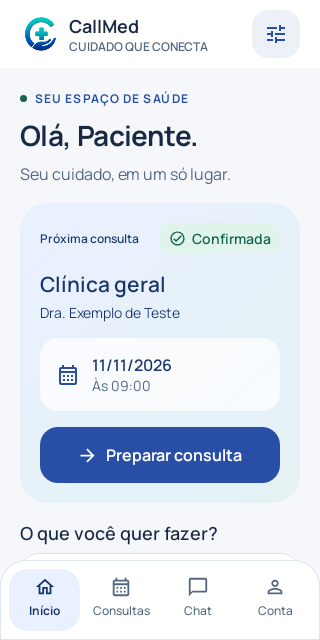 CallMed
CUIDADO QUE CONECTA
SEU ESPAÇO DE SAÚDE
Olá, Paciente.
Seu cuidado, em um só lugar.
Próxima consulta
Confirmada
Clínica geral
Dra. Exemplo de Teste
11/11/2026
Às 09:00
Preparar consulta
O que você quer fazer?
Início
Consultas
Chat
Conta